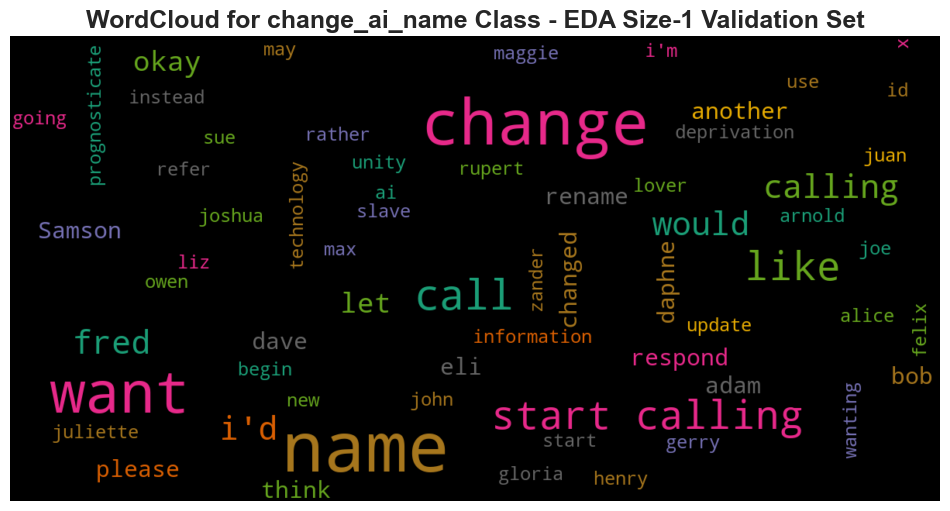 WordCloud for change_ai_name Class - EDA Size-1 Validation Set
may
maggie
i'm
x
okay
prognosticate
instead
use
id
going
change
another
sue
rather
deprivation
juan
refer
unity
rupert
technology
ai
rename
lover
calling
joshua
slave
would
arnold
Samson
max
joe
liz
zander
changed
daphne
like
owen
let
call
update
alice
felix
fred
dave
information
begin
eli
respond
adam
bob
want
new
john
start calling
wanting
juliette
i'd
name
start
gerry
please
gloria
henry
think